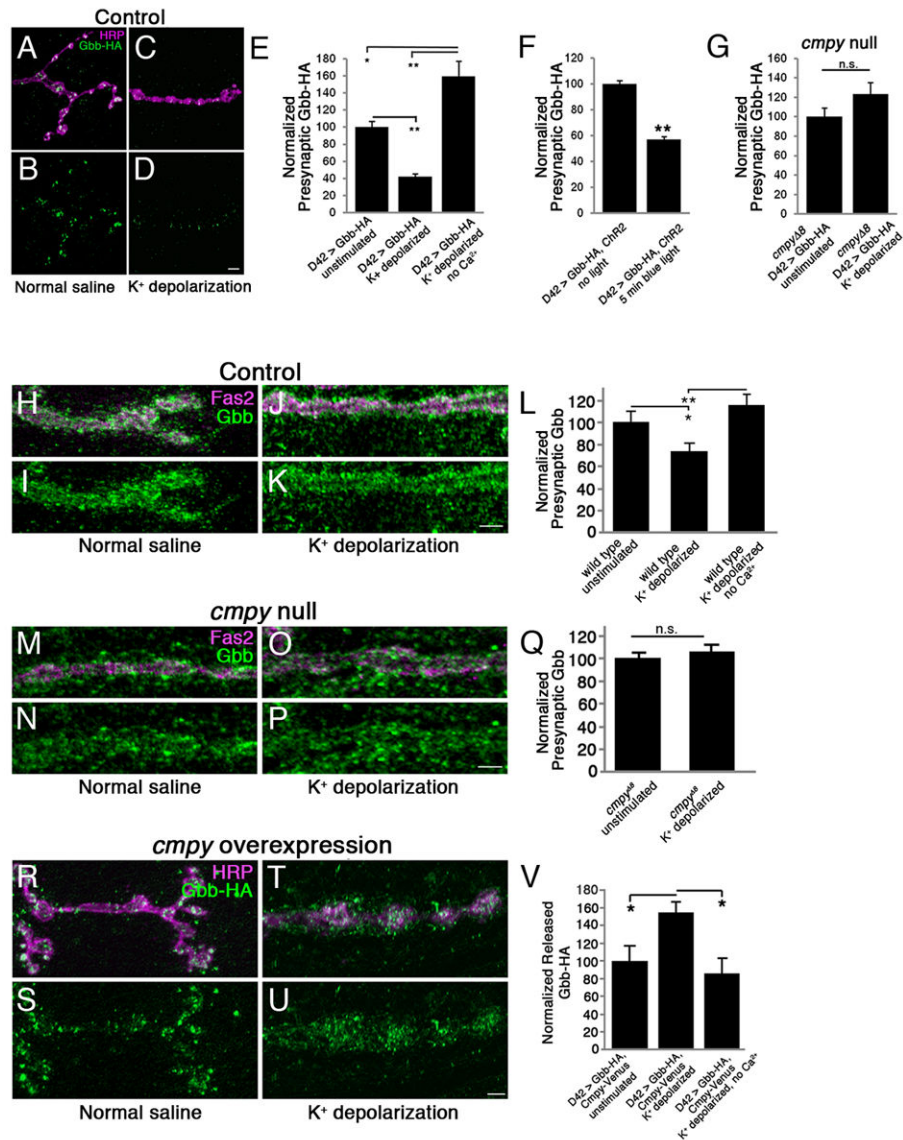 Control
A
HRP
Gbb-HA
C
B
D
Normal saline
K⁺ depolarization
E
Normalized
Presynaptic Gbb-HA
180
160
140
120
100
80
60
40
20
0
*
**
**
D42 > Gbb-HA
unstimulated
D42 > Gbb-HA
K+ depolarized
D42 > Gbb-HA
K⁺ depolarized
no Ca²⁺
F
Normalized
Presynaptic Gbb-HA
120
100
80
60
40
20
0
**
D42 > Gbb-HA, ChR2
no light
D42 > Gbb-HA, ChR2
5 min blue light
G
cmpy null
n.s.
Normalized
Presynaptic Gbb-HA
160
140
120
100
80
60
40
20
0
cmpyΔ8
D42 > Gbb-HA
unstimulated
cmpyΔ8
D42 > Gbb-HA
K⁺ depolarized
Control
H
Fas2
Gbb
J
I
K
Normal saline
K⁺ depolarization
L
Normalized
Presynaptic Gbb
120
100
80
60
40
20
0
**
*
wild type
unstimulated
wild type
K⁺ depolarized
wild type
K⁺ depolarized
no Ca²⁺
cmpy null
M
Fas2
Gbb
O
N
P
Normal saline
K⁺ depolarization
Q
n.s.
Normalized
Presynaptic Gbb
120
100
80
60
40
20
0
cmpyΔ8
unstimulated
cmpyΔ8
K⁺ depolarized
cmpy overexpression
R
HRP
Gbb-HA
T
S
U
Normal saline
K⁺ depolarization
V
Normalized Released
Gbb-HA
180
160
140
120
100
80
60
40
20
0
*
*
D42 > Gbb-HA,
Cmpy-Venus
unstimulated
D42 > Gbb-HA,
Cmpy-Venus
K⁺ depolarized
D42 > Gbb-HA,
Cmpy-Venus
K⁺ depolarized, no Ca²⁺